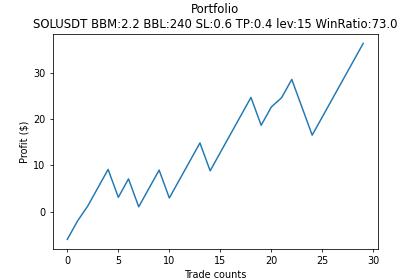 Portfolio
SOLUSDT BBM:2.2 BBL:240 SL:0.6 TP:0.4 lev:15 WinRatio:73.0
Profit ($)
30
20
10
0
0 5 10 15 20 25 30
Trade counts